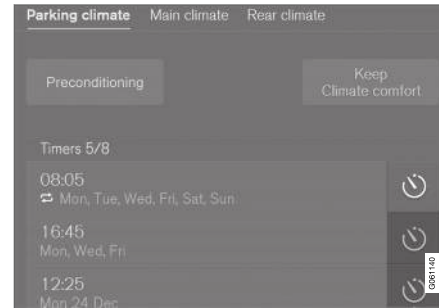 Parking climate Main climate Rear climate
Preconditioning
Keep
Climate comfort
Timers 5/8
08:05
Mon, Tue, Wed, Fri, Sat, Sun
16:45
Mon, Wed, Fri
12:25
Mon 24 Dec
G061140